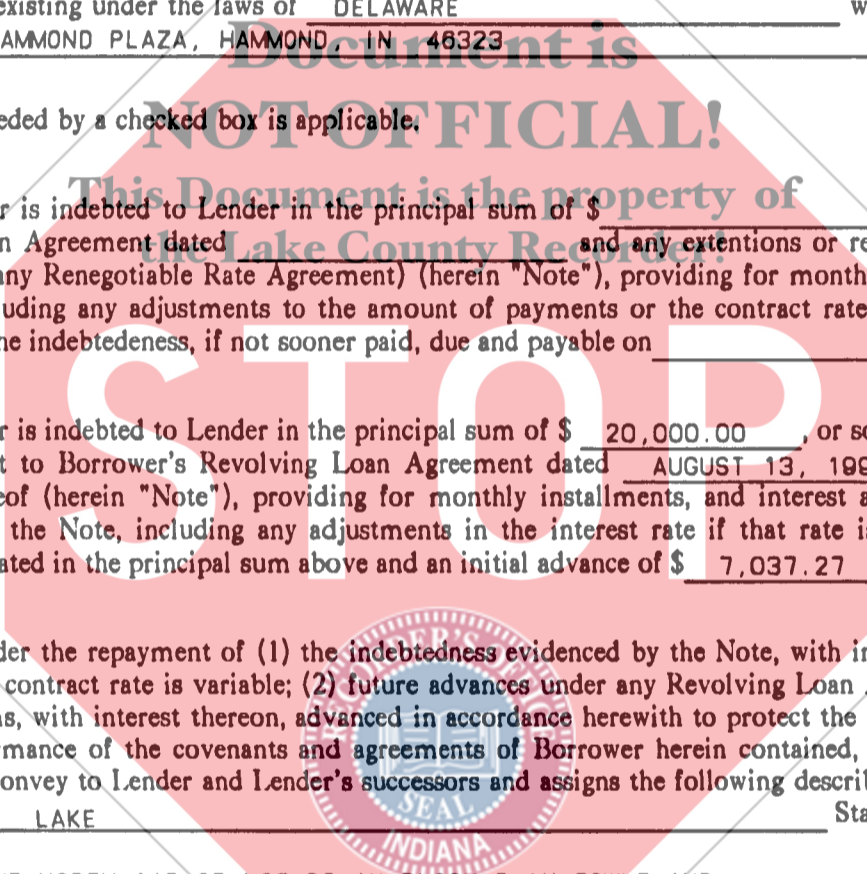 existing under the laws of DELAWARE w
AMMOND PLAZA, HAMMOND, IN 46323
Document is
eded by a checked box is applicable.
NOT OFFICIAL!
This Document is the property of
r is indebted to Lender in the principal sum of $
the Lake County Recorder!
n Agreement dated and any extentions or re
any Renegotiable Rate Agreement) (herein "Note"), providing for month
uding any adjustments to the amount of payments or the contract rate
he indebtedeness, if not sooner paid, due and payable on
STOP
r is indebted to Lender in the principal sum of $ 20,000.00 , or so
t to Borrower's Revolving Loan Agreement dated AUGUST 13, 199
eof (herein "Note"), providing for monthly installments, and interest a
the Note, including any adjustments in the interest rate if that rate is
ated in the principal sum above and an initial advance of $ 7,037.27
der the repayment of (1) the indebtedness evidenced by the Note, with in
contract rate is variable; (2) future advances under any Revolving Loan
s, with interest thereon, advanced in accordance herewith to protect the
rmance of the covenants and agreements of Borrower herein contained,
onvey to Lender and Lender's successors and assigns the following describ
LAKE Sta
RECORDER'S OFFICE
SEAL
INDIANA